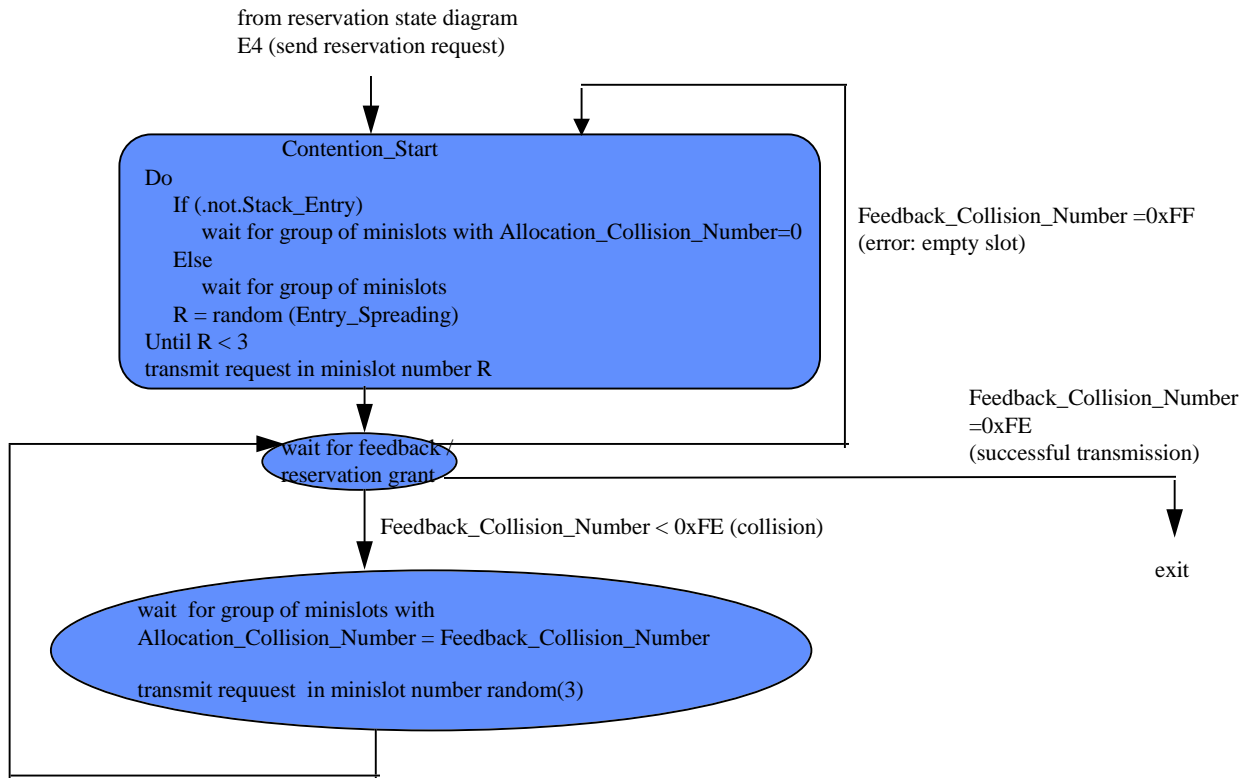 from reservation state diagram
E4 (send reservation request)
Contention_Start
Do
If (.not.Stack_Entry)
wait for group of minislots with Allocation_Collision_Number=0
Else
wait for group of minislots
R = random (Entry_Spreading)
Until R < 3
transmit request in minislot number R
Feedback_Collision_Number =0xFF
(error: empty slot)
Feedback_Collision_Number
=0xFE
(successful transmission)
wait for feedback /
reservation grant
Feedback_Collision_Number < 0xFE (collision)
exit
wait  for group of minislots with
Allocation_Collision_Number = Feedback_Collision_Number
transmit requuest  in minislot number random(3)